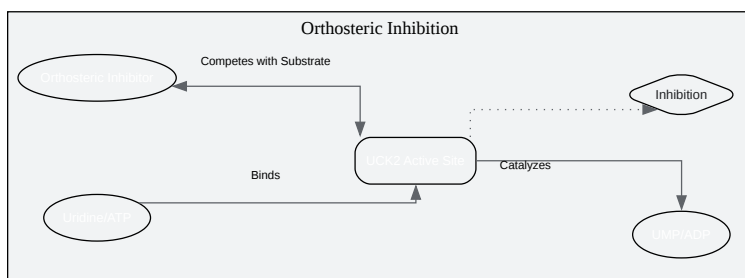 Orthosteric Inhibition
Competes with Substrate
Orthosteric Inhibitor
Inhibition
UCK2 Active Site
Catalyzes
Binds
Uridine/ATP
UMP/ADP